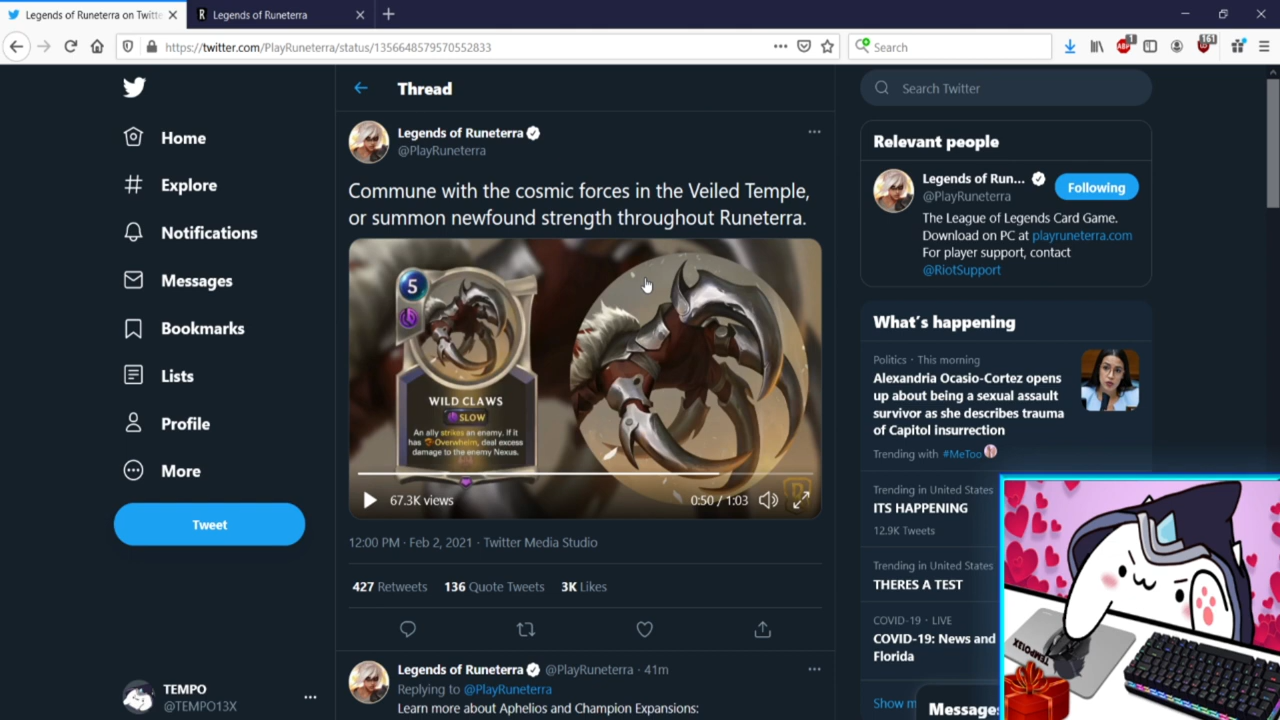 Legends of Runeterra on Twitte
Legends of Runeterra
https://twitter.com/PlayRuneterra/status/1356648579570552833
Search
1
161
Home
Explore
Notifications
Messages
Bookmarks
Lists
Profile
More
Tweet
TEMPO
@TEMPO13X
Thread
Legends of Runeterra
@PlayRuneterra
Commune with the cosmic forces in the Veiled Temple,
or summon newfound strength throughout Runeterra.
5
WILD CLAWS
SLOW
An ally strikes an enemy. If it
has Overwhelm, deal excess
damage to the enemy Nexus.
67.3K views
0:50 / 1:03
12:00 PM · Feb 2, 2021 · Twitter Media Studio
427 Retweets 136 Quote Tweets 3K Likes
Legends of Runeterra @PlayRuneterra · 41m
Replying to @PlayRuneterra
Learn more about Aphelios and Champion Expansions:
Search Twitter
Relevant people
Legends of Run...
@PlayRuneterra
Following
The League of Legends Card Game.
Download on PC at playruneterra.com
For player support, contact
@RiotSupport
What's happening
Politics · This morning
Alexandria Ocasio-Cortez opens
up about being a sexual assault
survivor as she describes trauma
of Capitol insurrection
Trending with #MeToo
Trending in United States
ITS HAPPENING
12.9K Tweets
Trending in United States
THERES A TEST
COVID-19 · LIVE
COVID-19: News and
Florida
Show m
Messages
TEMPO13X